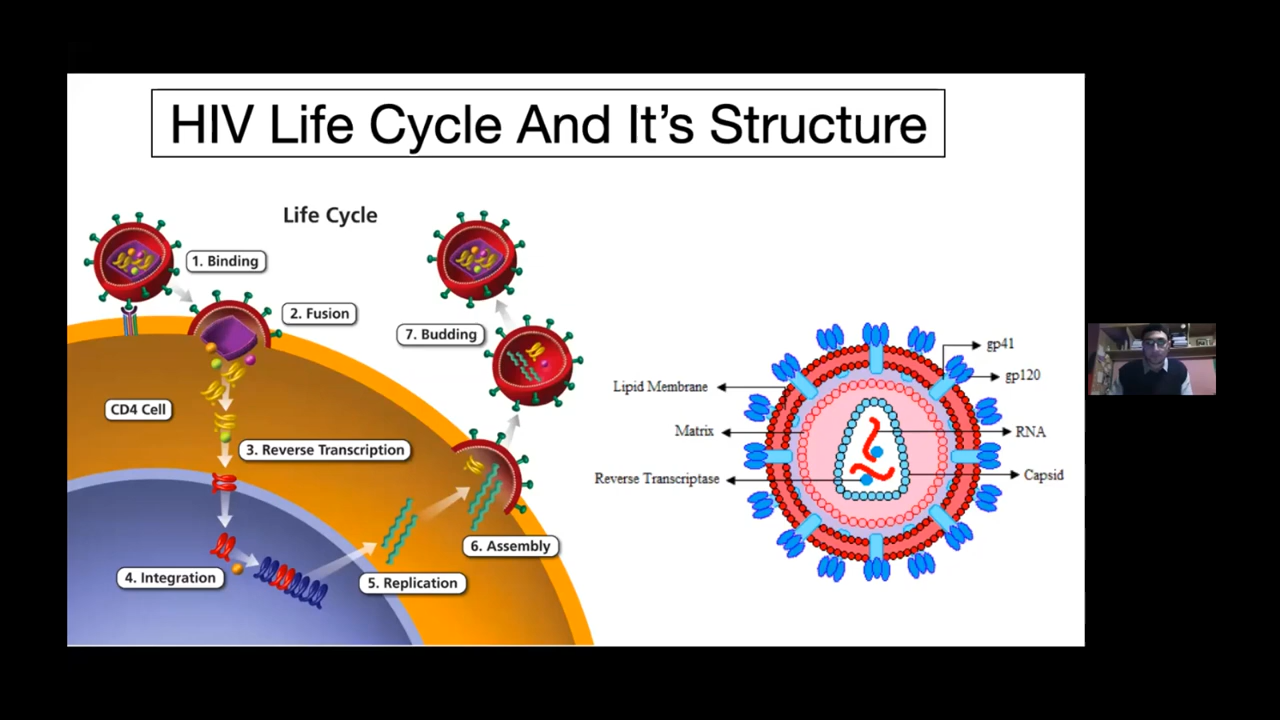 HIV Life Cycle And It's Structure
Life Cycle
1. Binding
2. Fusion
7. Budding
CD4 Cell
3. Reverse Transcription
6. Assembly
4. Integration
5. Replication
gp41
gp120
Lipid Membrane
Matrix
RNA
Reverse Transcriptase
Capsid